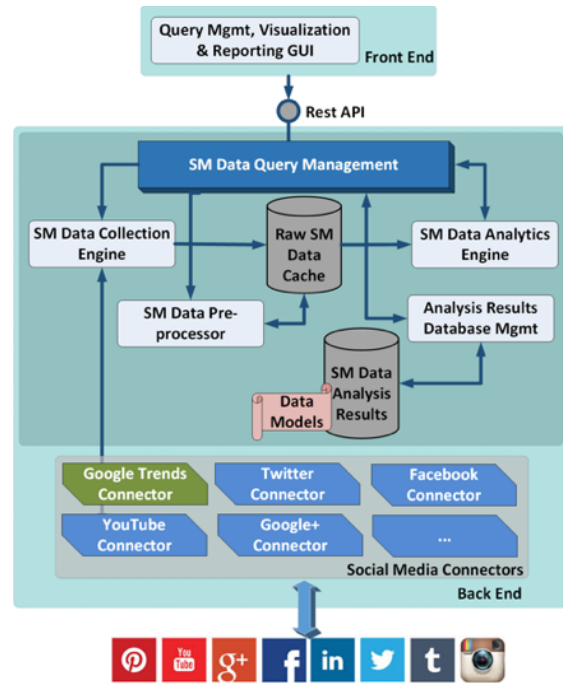 Query Mgmt, Visualization
& Reporting GUI
Front End
Rest API
SM Data Query Management
SM Data Collection
Engine
Raw SM
Data
Cache
SM Data Analytics
Engine
SM Data Pre-
processor
Analysis Results
Database Mgmt
SM Data
Analysis
Results
Data
Models
Google Trends
Connector
Twitter
Connector
Facebook
Connector
YouTube
Connector
Google+
Connector
...
Social Media Connectors
Back End
You
Tube
g+
f
in
t